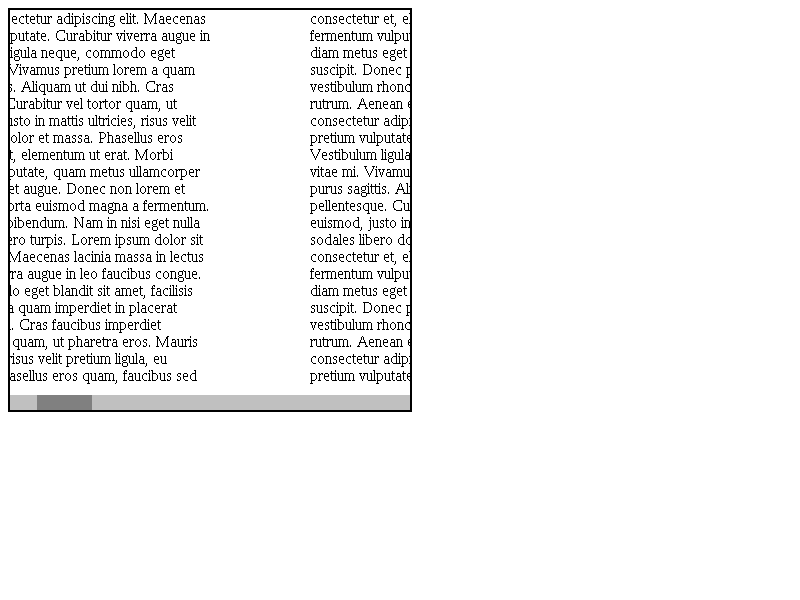 ectetur adipiscing elit. Maecenas
putate. Curabitur viverra augue in
igula neque, commodo eget
Vivamus pretium lorem a quam
s. Aliquam ut dui nibh. Cras
Curabitur vel tortor quam, ut
usto in mattis ultricies, risus velit
olor et massa. Phasellus eros
t, elementum ut erat. Morbi
putate, quam metus ullamcorper
et augue. Donec non lorem et
orta euismod magna a fermentum.
bibendum. Nam in nisi eget nulla
ero turpis. Lorem ipsum dolor sit
Maecenas lacinia massa in lectus
ra augue in leo faucibus congue.
lo eget blandit sit amet, facilisis
a quam imperdiet in placerat
. Cras faucibus imperdiet
quam, ut pharetra eros. Mauris
risus velit pretium ligula, eu
asellus eros quam, faucibus sed
consectetur et, el
fermentum vulpu
diam metus eget
suscipit. Donec p
vestibulum rhonc
rutrum. Aenean e
consectetur adipi
pretium vulputate
Vestibulum ligula
vitae mi. Vivamu
purus sagittis. Al
pellentesque. Cu
euismod, justo in
sodales libero do
consectetur et, el
fermentum vulpu
diam metus eget
suscipit. Donec p
vestibulum rhonc
rutrum. Aenean e
consectetur adipi
pretium vulputate